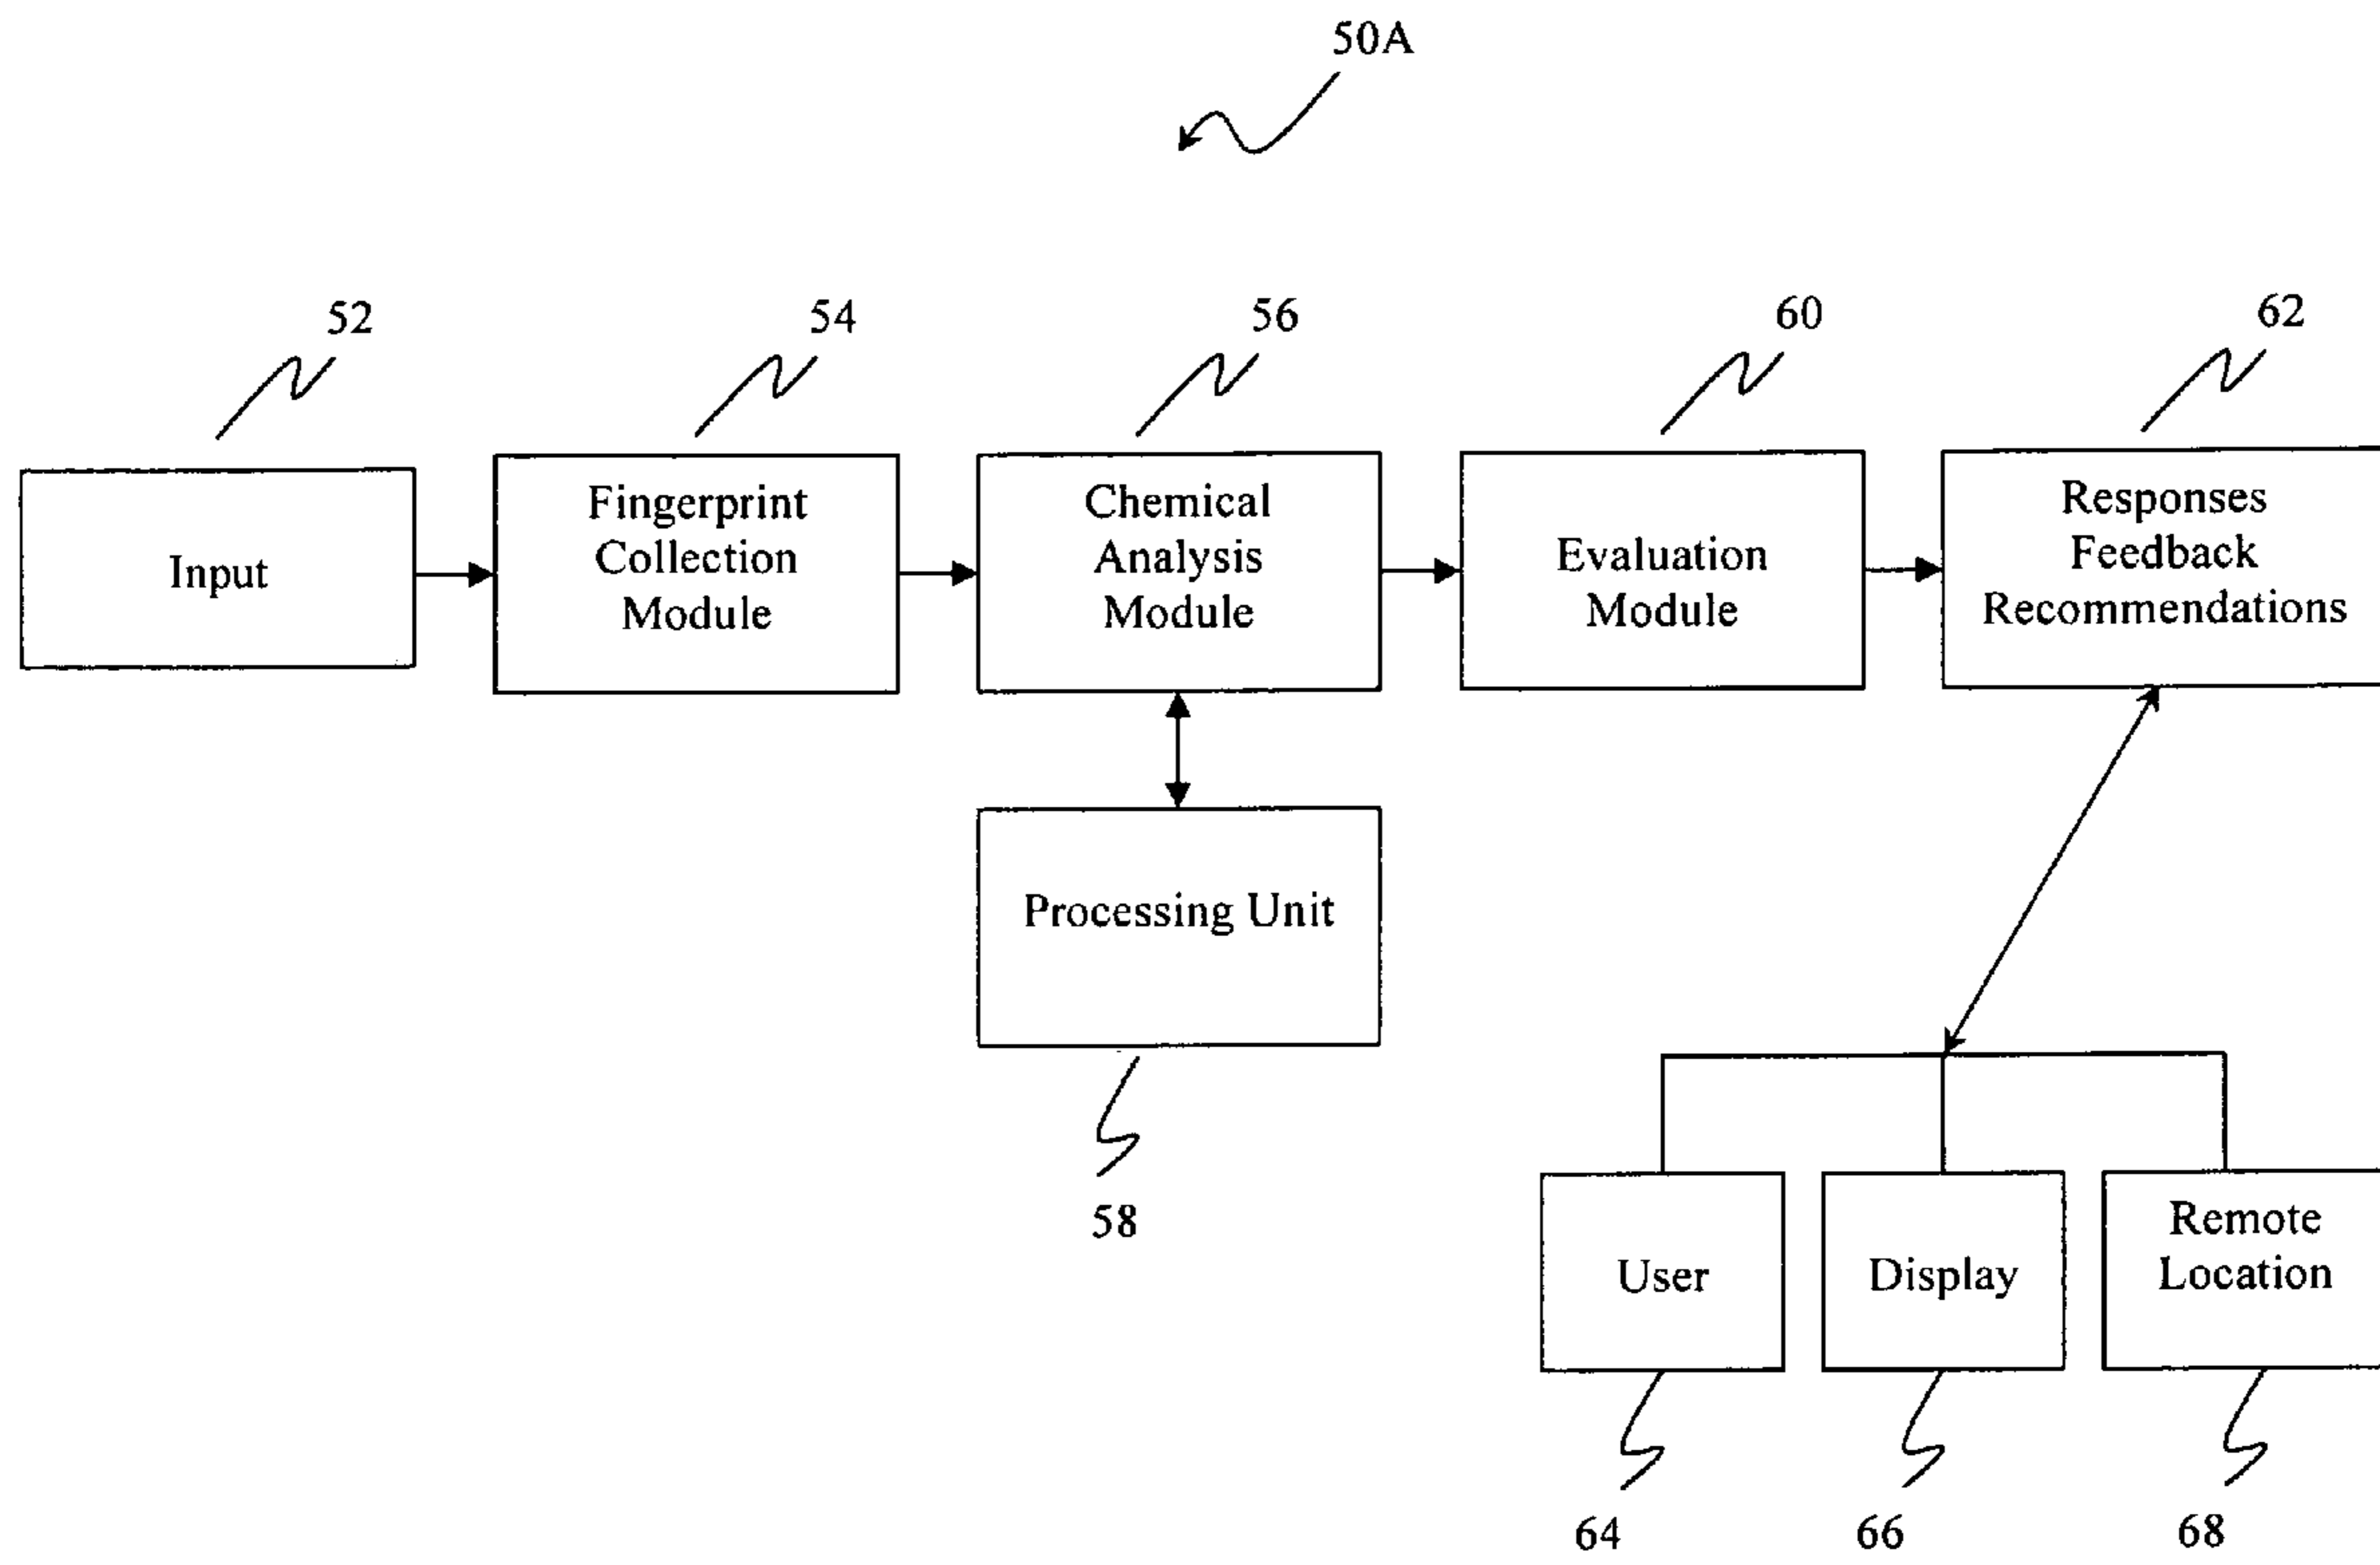 50A
52
54
56
60
62
Input
Fingerprint
Collection
Module
Chemical
Analysis
Module
Evaluation
Module
Responses
Feedback
Recommendations
Processing Unit
58
User
Display
Remote
Location
64
66
68